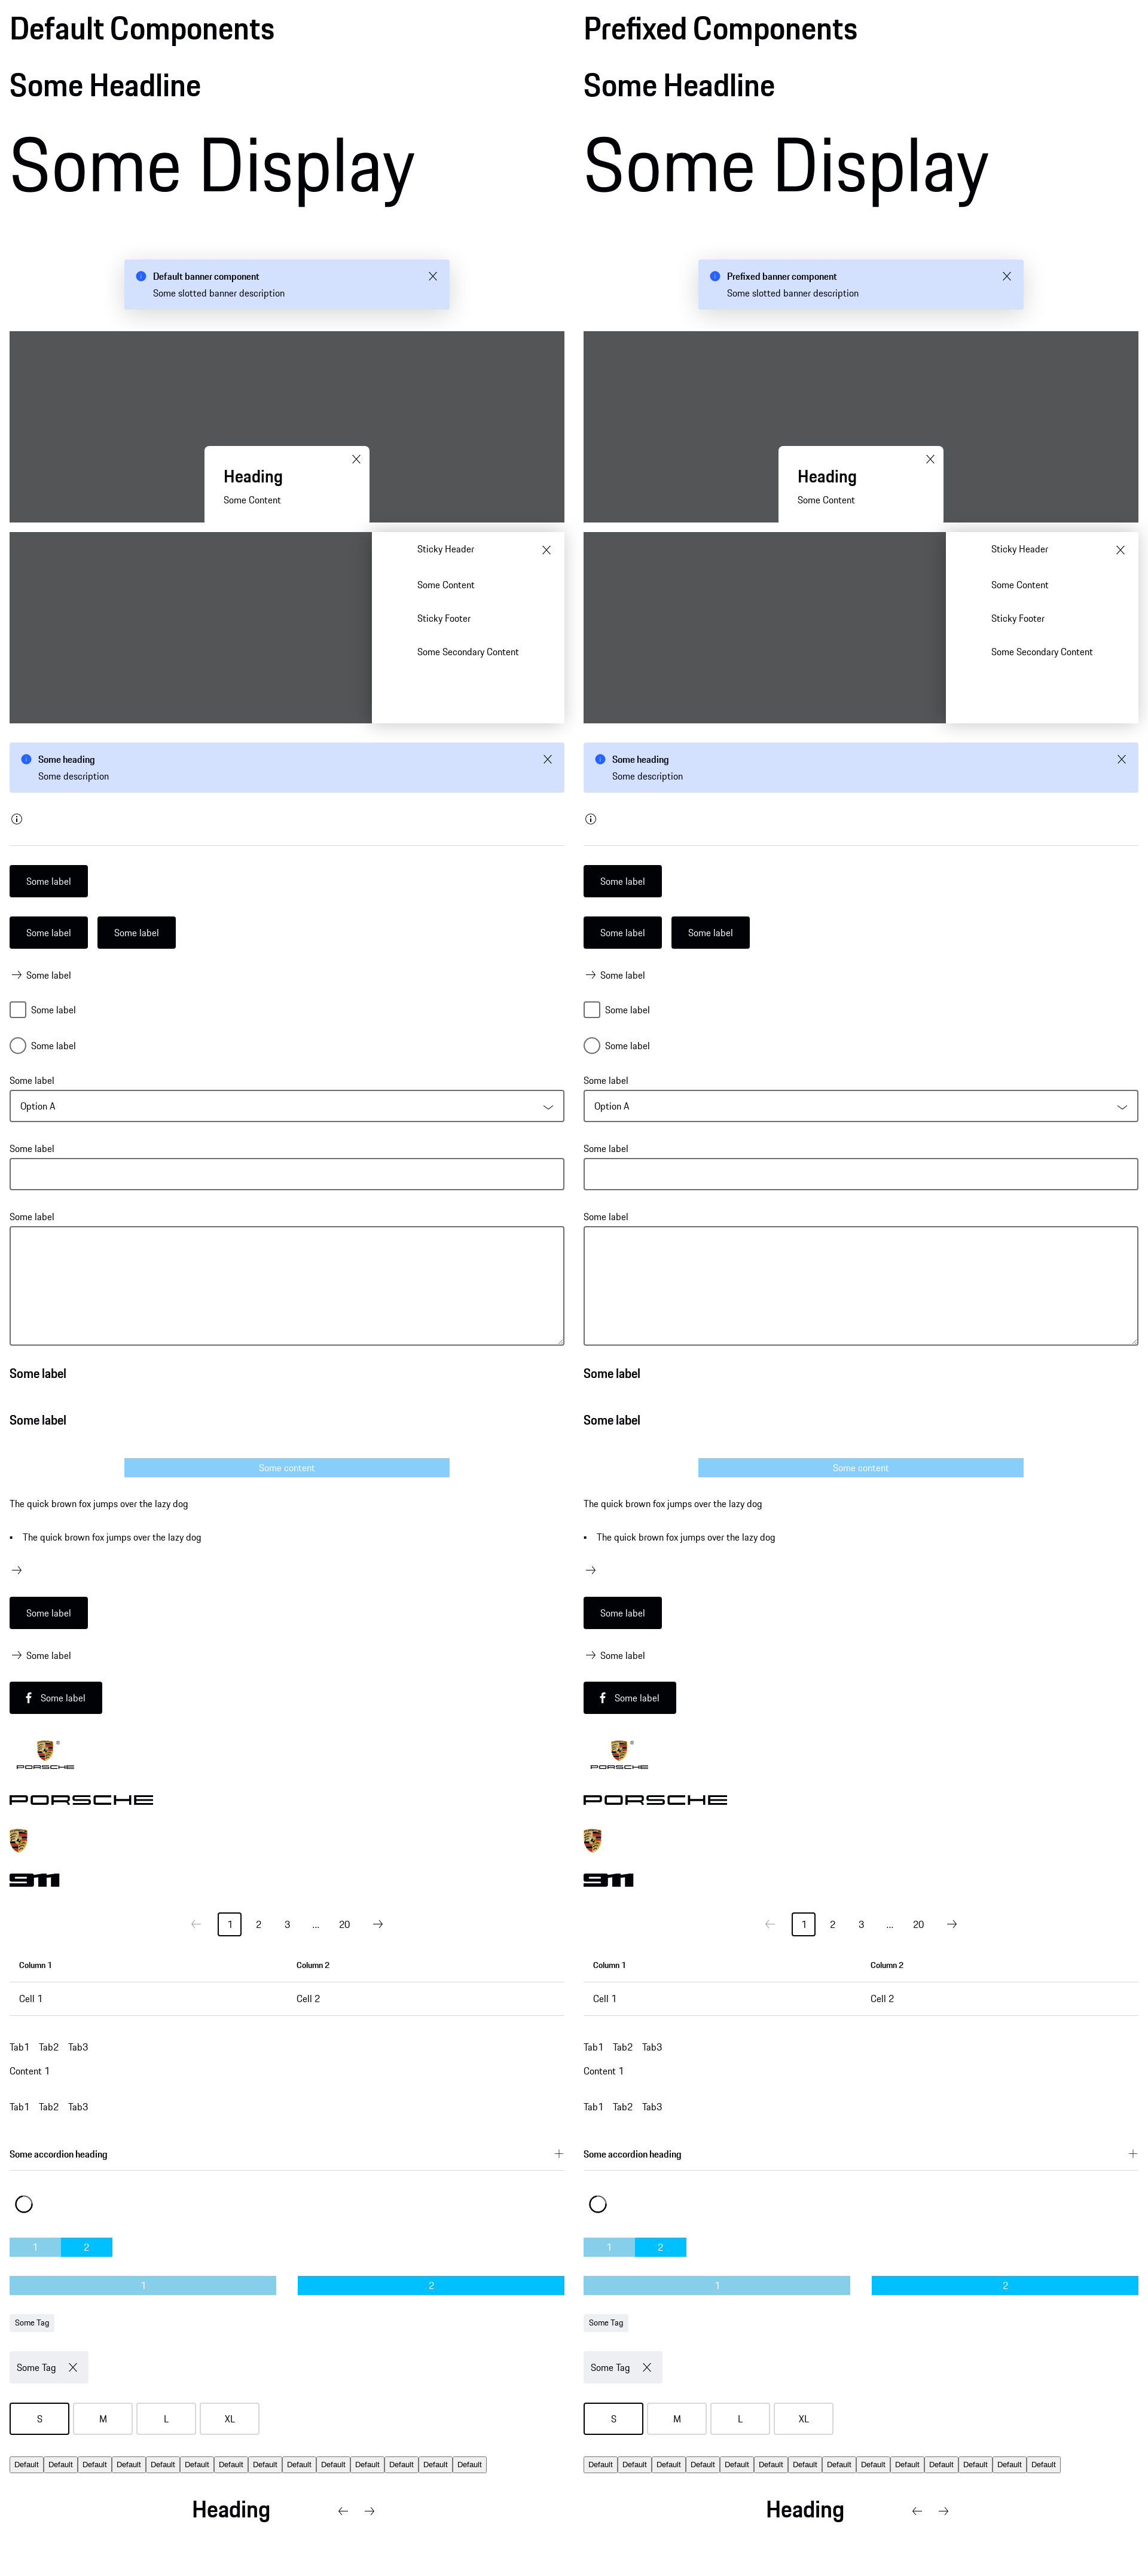 Default Components
Some Headline
Some Display
Default banner component
Some slotted banner description
Heading
Some Content
Sticky Header
Some Content
Sticky Footer
Some Secondary Content
Some heading
Some description
Some label
Some label Some label
Some label
Some label
Some label
Some label
Option A
Some label
Some label
Some label
Some label
Some content
The quick brown fox jumps over the lazy dog
• The quick brown fox jumps over the lazy dog
Some label
Some label
Some label
PORSCHE
PORSCHE
911
1 2 3 ... 20
Column 1 Column 2
Cell 1 Cell 2
Tab1 Tab2 Tab3
Content 1
Tab1 Tab2 Tab3
Some accordion heading
1 2
1 2
Some Tag
Some Tag
S M L XL
Default Default Default Default Default Default Default Default Default Default Default Default Default Default
Heading
Prefixed Components
Some Headline
Some Display
Prefixed banner component
Some slotted banner description
Heading
Some Content
Sticky Header
Some Content
Sticky Footer
Some Secondary Content
Some heading
Some description
Some label
Some label Some label
Some label
Some label
Some label
Some label
Option A
Some label
Some label
Some label
Some label
Some content
The quick brown fox jumps over the lazy dog
• The quick brown fox jumps over the lazy dog
Some label
Some label
Some label
PORSCHE
PORSCHE
911
1 2 3 ... 20
Column 1 Column 2
Cell 1 Cell 2
Tab1 Tab2 Tab3
Content 1
Tab1 Tab2 Tab3
Some accordion heading
1 2
1 2
Some Tag
Some Tag
S M L XL
Default Default Default Default Default Default Default Default Default Default Default Default Default Default
Heading